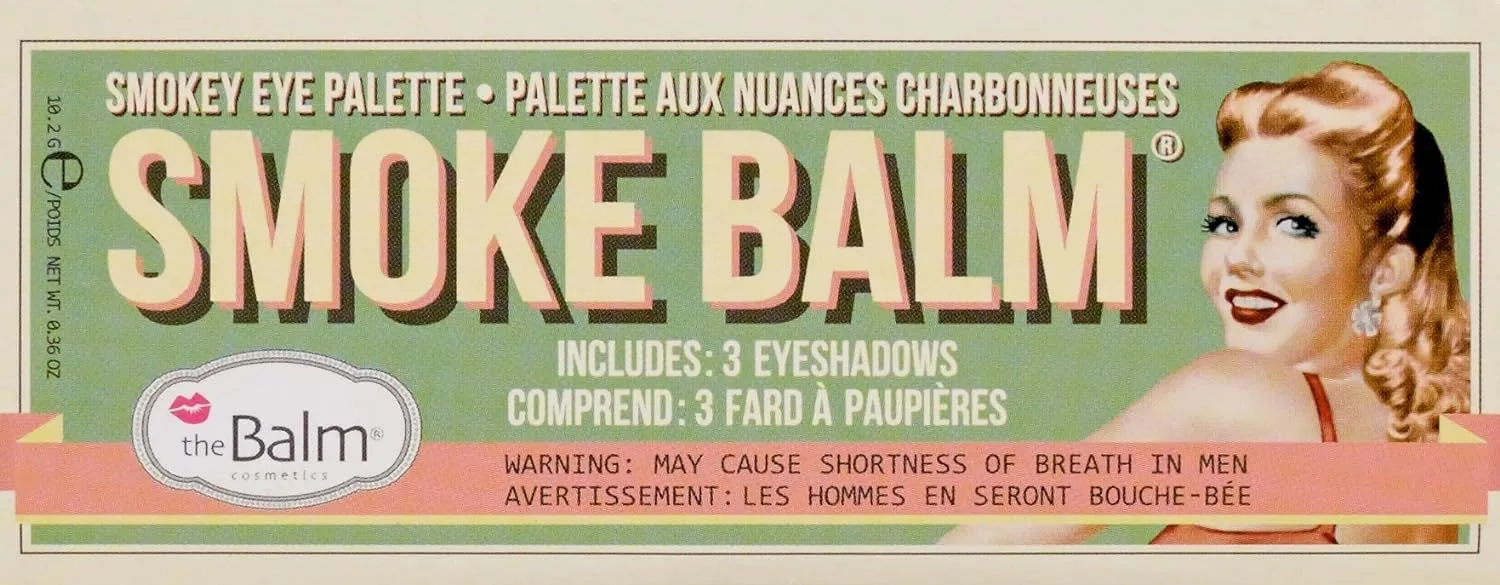 SMOKEY EYE PALETTE • PALETTE AUX NUANCES CHARBONNEUSES
SMOKE BALM®
10.2 G e/POIDS NET WT. 0.36 OZ
INCLUDES: 3 EYESHADOWS
COMPREND: 3 FARD À PAUPIÈRES
the Balm®
cosmetics
WARNING: MAY CAUSE SHORTNESS OF BREATH IN MEN
AVERTISSEMENT: LES HOMMES EN SERONT BOUCHE-BÉE